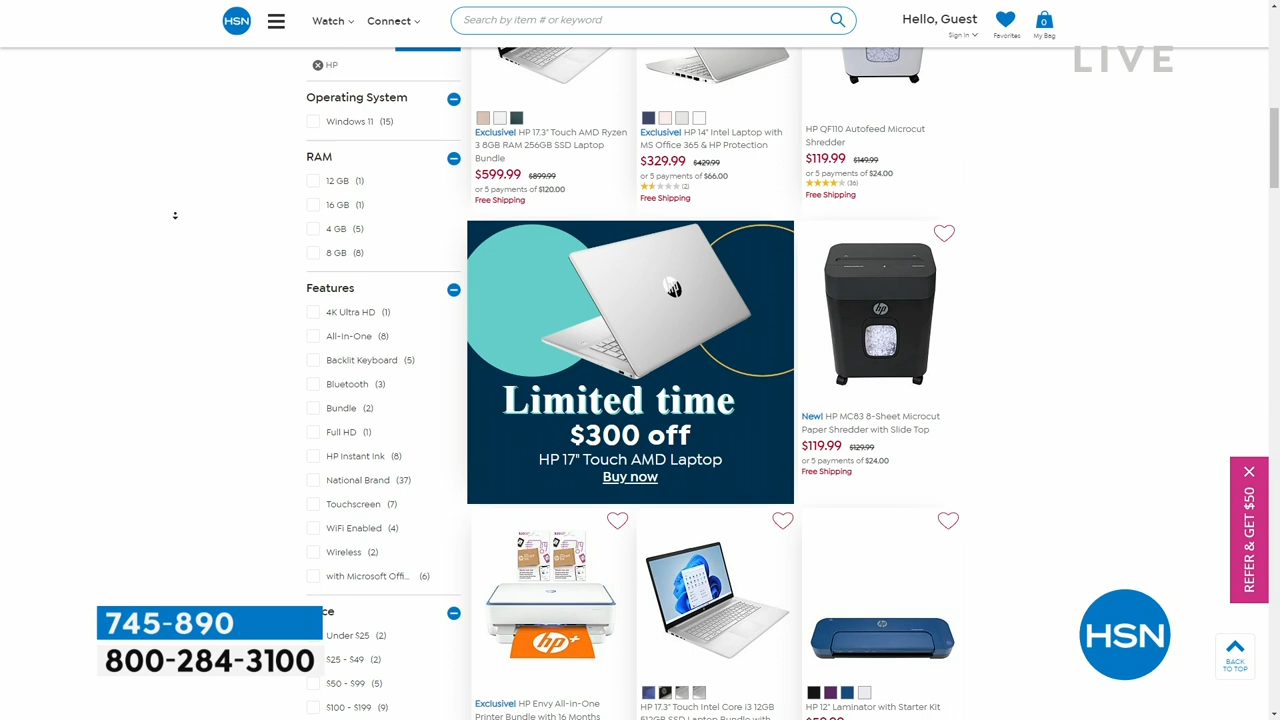 HSN
Watch
Connect
Search by item # or keyword
Hello, Guest
Sign In
Favorites
0
My Bag
LIVE
HP
Operating System
Windows 11 (15)
RAM
12 GB (1)
16 GB (1)
4 GB (5)
8 GB (8)
Features
4K Ultra HD (1)
All-In-One (8)
Backlit Keyboard (5)
Bluetooth (3)
Bundle (2)
Full HD (1)
HP Instant Ink (8)
National Brand (37)
Touchscreen (7)
WiFi Enabled (4)
Wireless (2)
with Microsoft Offi... (6)
ce
Under $25 (2)
$25 - $49 (2)
$50 - $99 (5)
$100 - $199 (9)
Exclusive! HP 17.3" Touch AMD Ryzen
3 8GB RAM 256GB SSD Laptop
Bundle
$599.99 $899.99
or 5 payments of $120.00
Free Shipping
Exclusive! HP 14" Intel Laptop with
MS Office 365 & HP Protection
$329.99 $429.99
or 5 payments of $66.00
(2)
Free Shipping
HP QF110 Autofeed Microcut
Shredder
$119.99 $149.99
or 5 payments of $24.00
(36)
Free Shipping
hp
Limited time
$300 off
HP 17" Touch AMD Laptop
Buy now
hp
New! HP MC83 8-Sheet Microcut
Paper Shredder with Slide Top
$119.99 $129.99
or 5 payments of $24.00
Free Shipping
hp+
Exclusive! HP Envy All-in-One
Printer Bundle with 16 Months
HP 17.3" Touch Intel Core i3 12GB
512GB SSD Laptop Bundle with
hp
HP 12" Laminator with Starter Kit
REFER & GET $50
745-890
800-284-3100
HSN
BACK
TO TOP